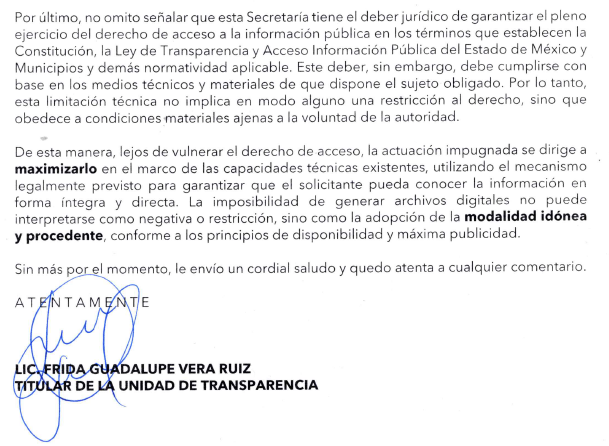 Por último, no omito señalar que esta Secretaría tiene el deber jurídico de garantizar el pleno
ejercicio del derecho de acceso a la información pública en los términos que establecen la
Constitución, la Ley de Transparencia y Acceso Información Pública del Estado de México y
Municipios y demás normatividad aplicable. Este deber, sin embargo, debe cumplirse con
base en los medios técnicos y materiales de que dispone el sujeto obligado. Por lo tanto,
esta limitación técnica no implica en modo alguno una restricción al derecho, sino que
obedece a condiciones materiales ajenas a la voluntad de la autoridad.
De esta manera, lejos de vulnerar el derecho de acceso, la actuación impugnada se dirige a
maximizarlo en el marco de las capacidades técnicas existentes, utilizando el mecanismo
legalmente previsto para garantizar que el solicitante pueda conocer la información en
forma íntegra y directa. La imposibilidad de generar archivos digitales no puede
interpretarse como negativa o restricción, sino como la adopción de la modalidad idónea
y procedente, conforme a los principios de disponibilidad y máxima publicidad.
Sin más por el momento, le envío un cordial saludo y quedo atenta a cualquier comentario.
ATENTAMENTE
LIC. FRIDA GUADALUPE VERA RUIZ
TITULAR DE LA UNIDAD DE TRANSPARENCIA